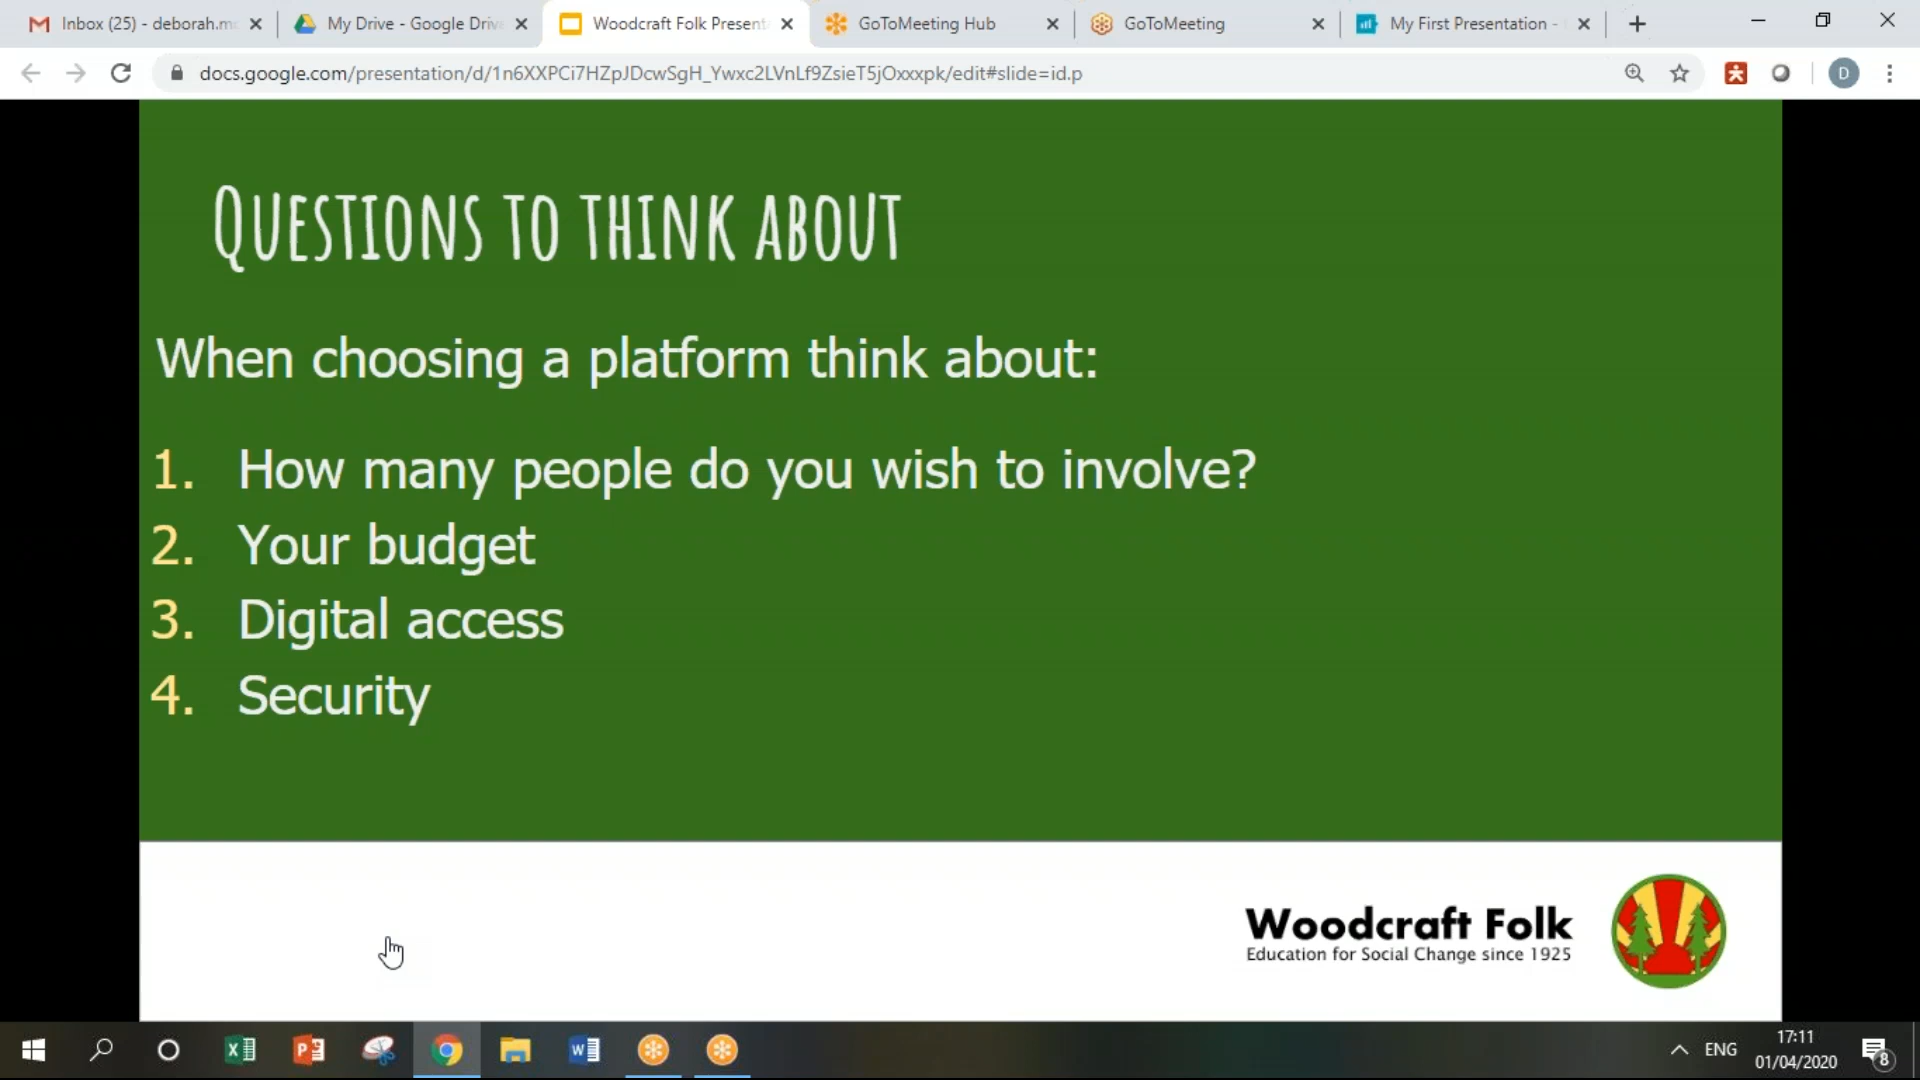 Inbox (25) - deborah.m
My Drive - Google Driv
Woodcraft Folk Present
GoToMeeting Hub
GoToMeeting
My First Presentation -
docs.google.com/presentation/d/1n6XXPCi7HZpJDcwSgH_Ywxc2LVnLf9ZsieT5jOxxxpk/edit#slide=id.p
D
QUESTIONS TO THINK ABOUT
When choosing a platform think about:
1. How many people do you wish to involve?
2. Your budget
3. Digital access
4. Security
Woodcraft Folk
Education for Social Change since 1925
ENG
17:11
01/04/2020
8